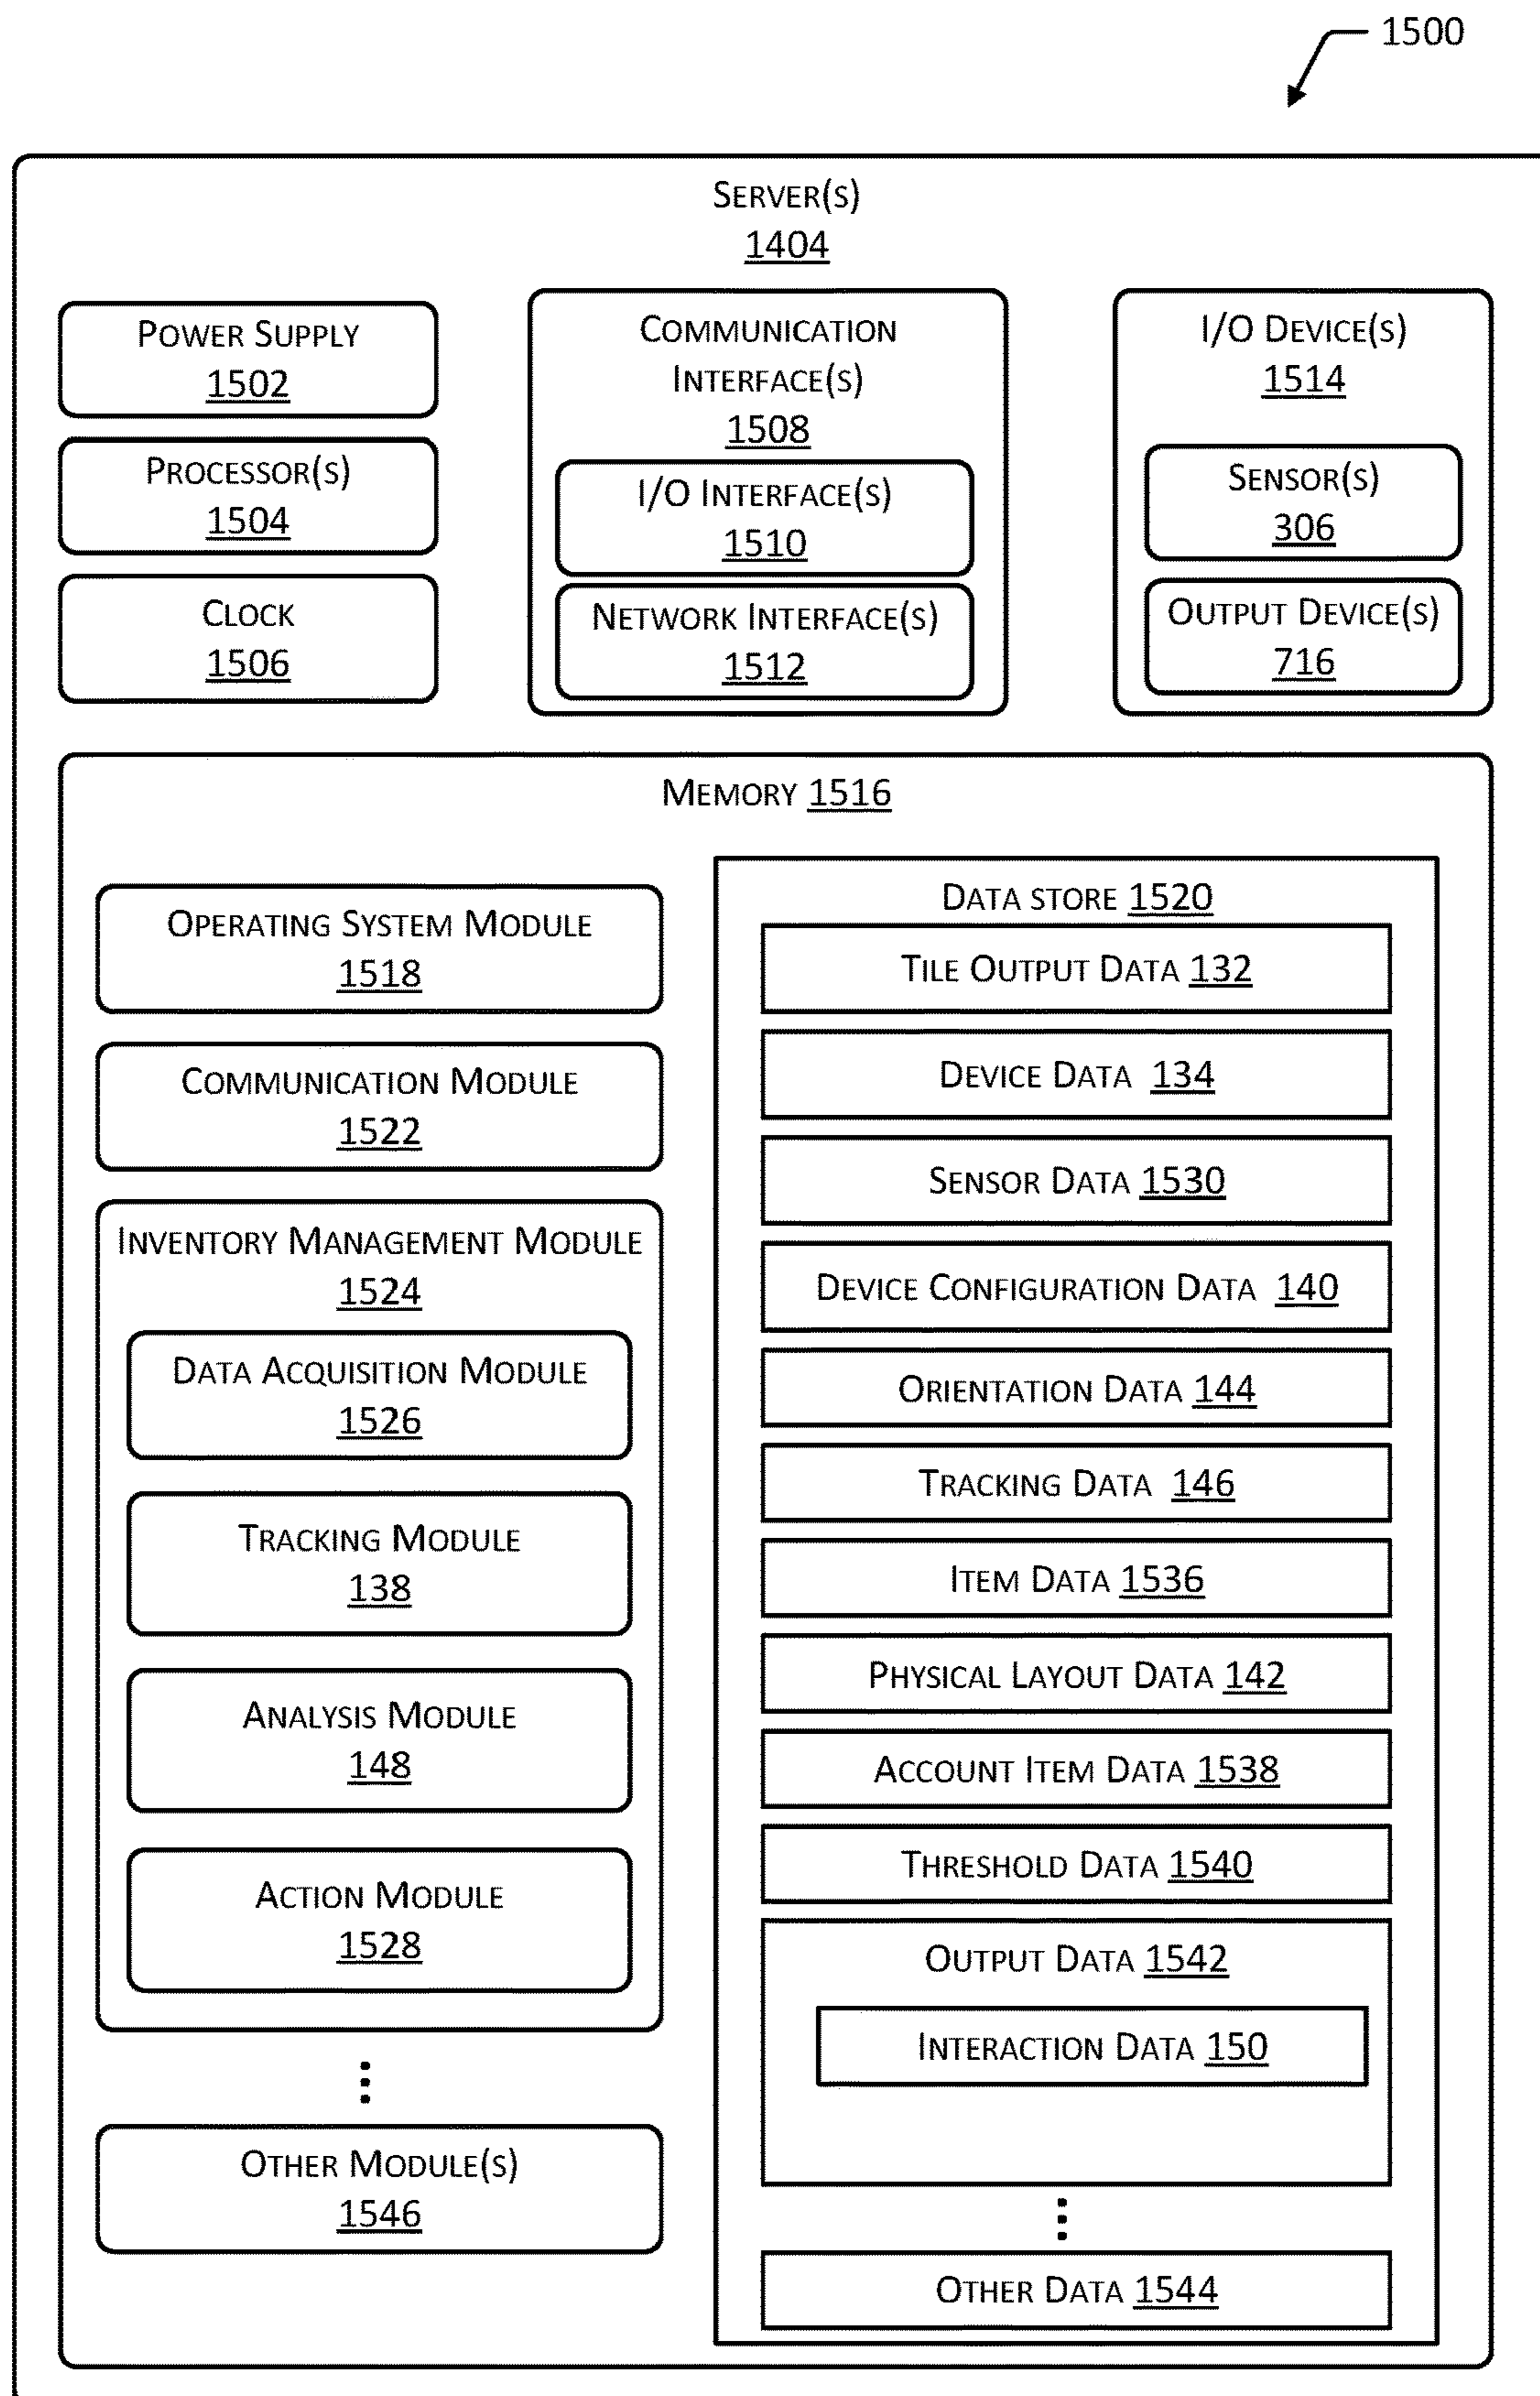 1500
SERVER(S)
1404
POWER SUPPLY
1502
PROCESSOR(S)
1504
CLOCK
1506
COMMUNICATION
INTERFACE(S)
1508
I/O INTERFACE(S)
1510
NETWORK INTERFACE(S)
1512
I/O DEVICE(S)
1514
SENSOR(S)
306
OUTPUT DEVICE(S)
716
MEMORY 1516
OPERATING SYSTEM MODULE
1518
COMMUNICATION MODULE
1522
INVENTORY MANAGEMENT MODULE
1524
DATA ACQUISITION MODULE
1526
TRACKING MODULE
138
ANALYSIS MODULE
148
ACTION MODULE
1528
OTHER MODULE(S)
1546
DATA STORE 1520
TILE OUTPUT DATA 132
DEVICE DATA 134
SENSOR DATA 1530
DEVICE CONFIGURATION DATA 140
ORIENTATION DATA 144
TRACKING DATA 146
ITEM DATA 1536
PHYSICAL LAYOUT DATA 142
ACCOUNT ITEM DATA 1538
THRESHOLD DATA 1540
OUTPUT DATA 1542
INTERACTION DATA 150
OTHER DATA 1544